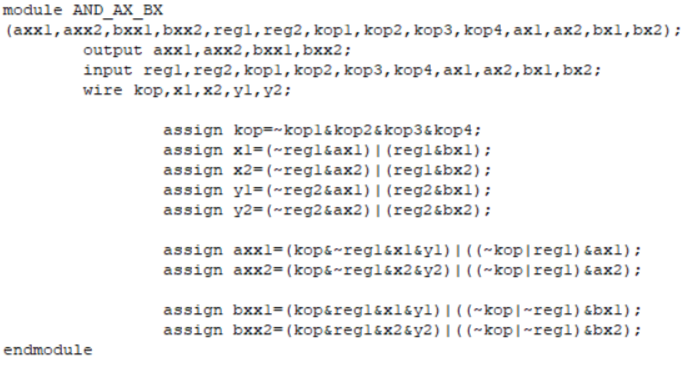 module AND_AX_BX
(axx1,axx2,bxx1,bxx2,reg1,reg2,kop1,kop2,kop3,kop4,ax1,ax2,bx1,bx2);
output axx1,axx2,bxx1,bxx2;
input reg1,reg2,kop1,kop2,kop3,kop4,ax1,ax2,bx1,bx2;
wire kop,x1,x2,y1,y2;
assign kop=~kop1&kop2&kop3&kop4;
assign x1=(~reg1&ax1)|(reg1&bx1);
assign x2=(~reg1&ax2)|(reg1&bx2);
assign y1=(~reg2&ax1)|(reg2&bx1);
assign y2=(~reg2&ax2)|(reg2&bx2);
assign axx1=(kop&~reg1&x1&y1)|((~kop|reg1)&ax1);
assign axx2=(kop&~reg1&x2&y2)|((~kop|reg1)&ax2);
assign bxx1=(kop&reg1&x1&y1)|((~kop|~reg1)&bx1);
assign bxx2=(kop&reg1&x2&y2)|((~kop|~reg1)&bx2);
endmodule